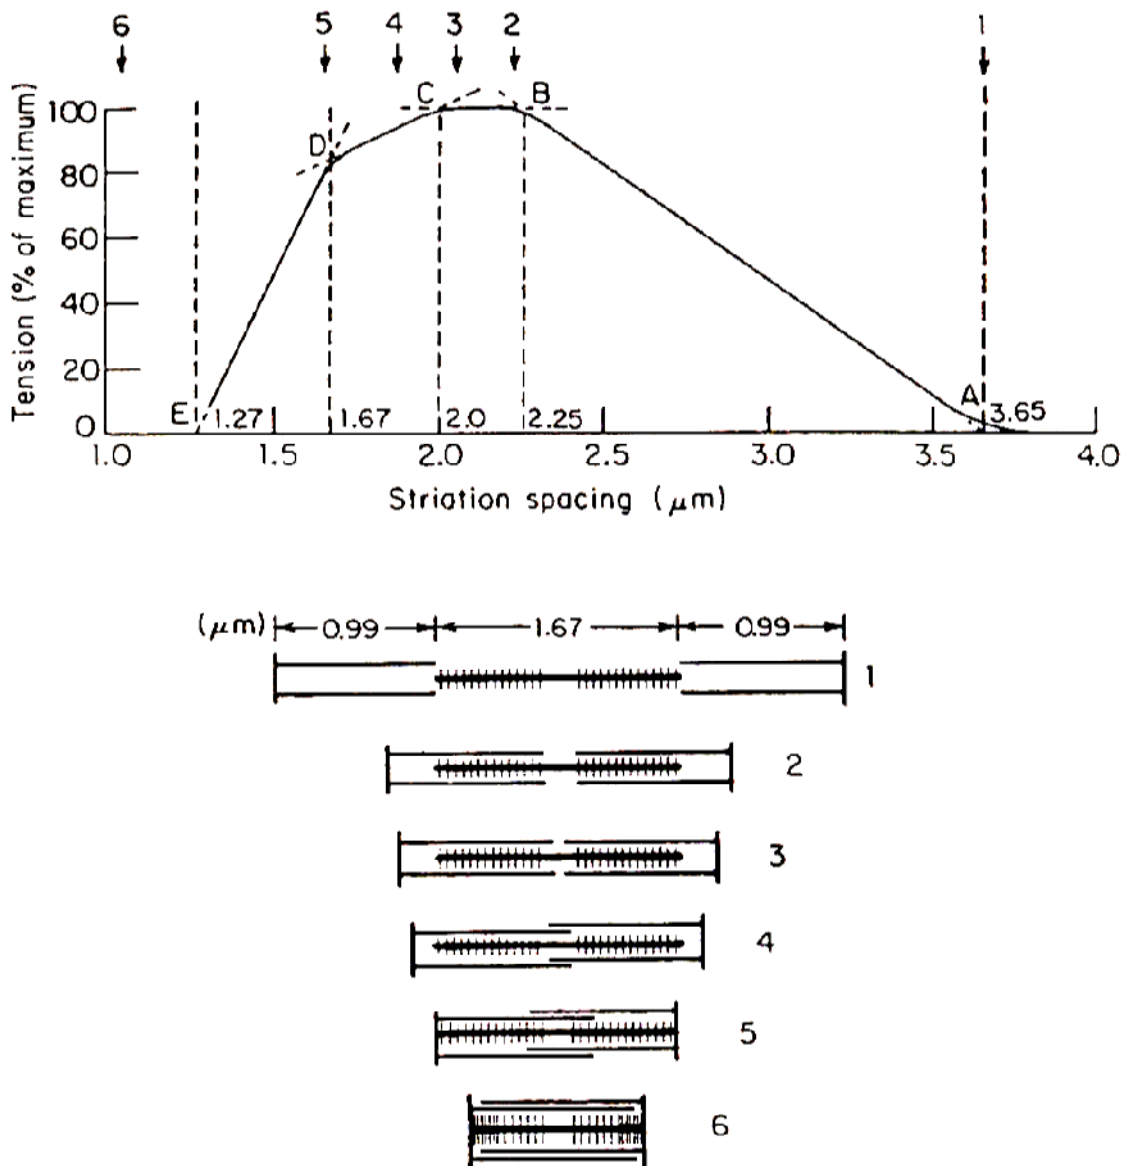 6 5 4 3 2 1
Tension (% of maximum)
100
80
60
40
20
0
C B
D
E A
1.27 1.67 2.0 2.25 3.65
1.0 1.5 2.0 2.5 3.0 3.5 4.0
Striation spacing (μm)
(μm) 0.99 1.67 0.99
1
2
3
4
5
6